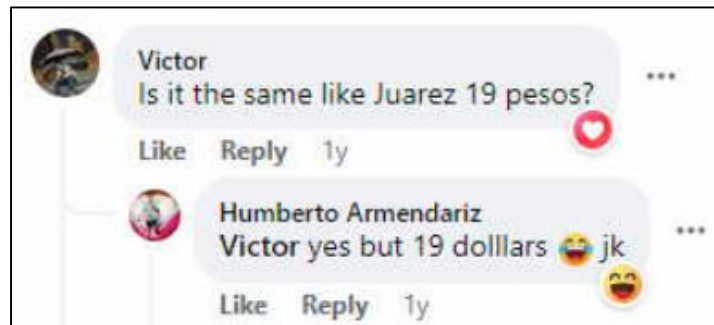 Victor
Is it the same like Juarez 19 pesos?
Like Reply 1y
Humberto Armendariz
Victor yes but 19 dolllars 😂 jk
Like Reply 1y